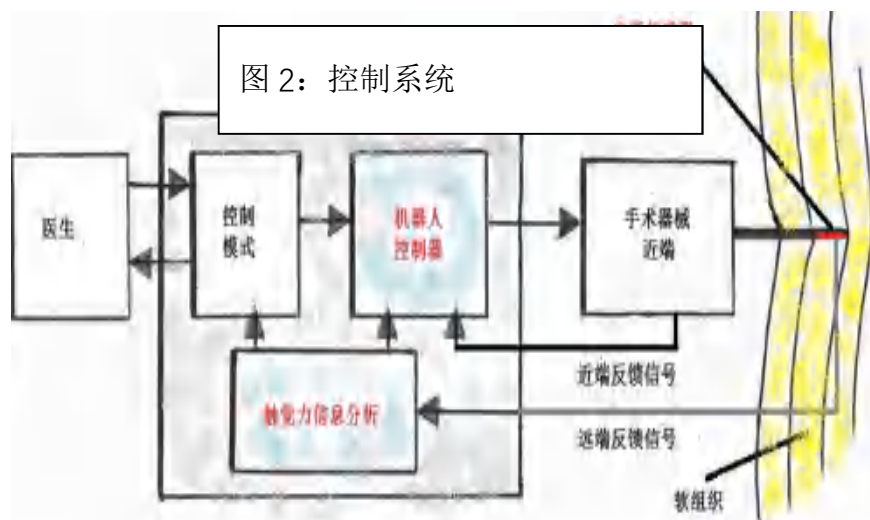 图 2：控制系统
医生
控制
模式
机器人
控制器
手术器械
近端
近端反馈信号
触觉力信息分析
远端反馈信号
软组织